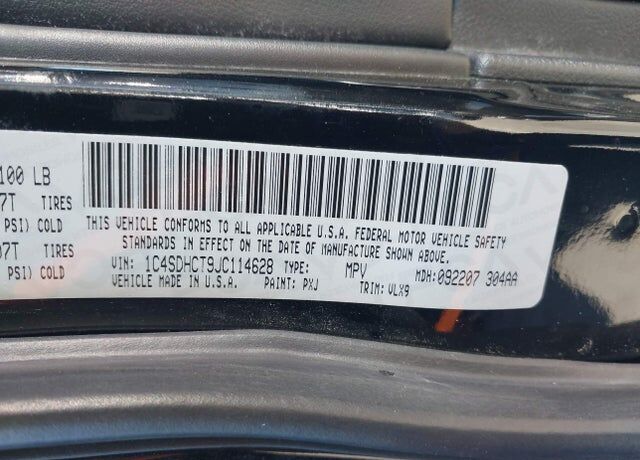 100 LB
7T TIRES
PSI) COLD
07T TIRES
PSI) COLD
THIS VEHICLE CONFORMS TO ALL APPLICABLE U.S.A. FEDERAL MOTOR VEHICLE SAFETY
STANDARDS IN EFFECT ON THE DATE OF MANUFACTURE SHOWN ABOVE.
VIN: 1C4SDHCT9JC114628 TYPE: MPV MDH:092207 304AA
VEHICLE MADE IN U.S.A. PAINT: PXJ TRIM: VLX9